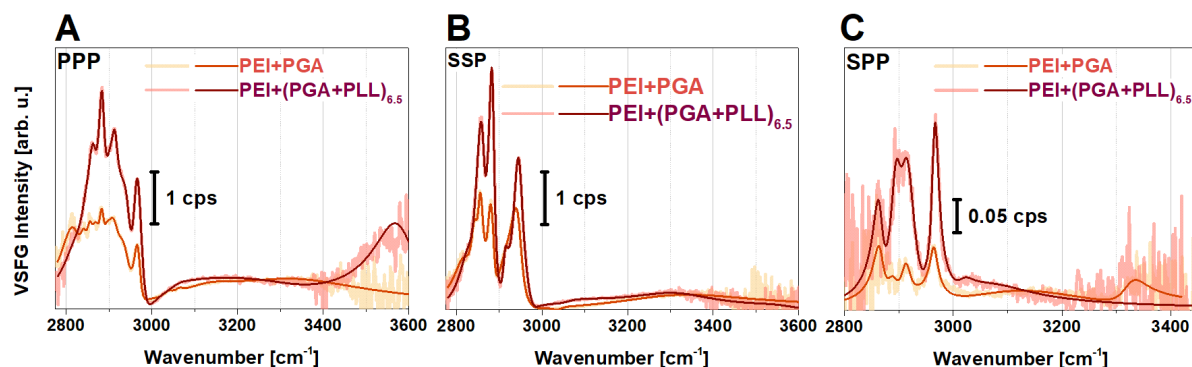 A
B
C
PPP
PEI+PGA
PEI+(PGA+PLL)6.5
1 cps
SSP
PEI+PGA
PEI+(PGA+PLL)6.5
1 cps
SPP
PEI+PGA
PEI+(PGA+PLL)6.5
0.05 cps
VSFG Intensity [arb. u.]
2800 3000 3200 3400 3600
2800 3000 3200 3400 3600
2800 3000 3200 3400
Wavenumber [cm-1]
Wavenumber [cm-1]
Wavenumber [cm-1]